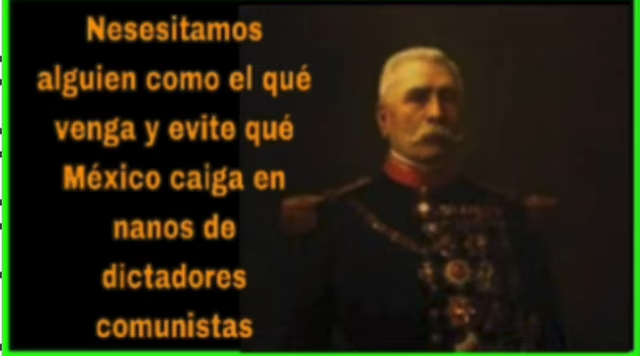 Nesesitamos
alguien como el qué
venga y evite qué
México caiga en
nanos de
dictadores
comunistas